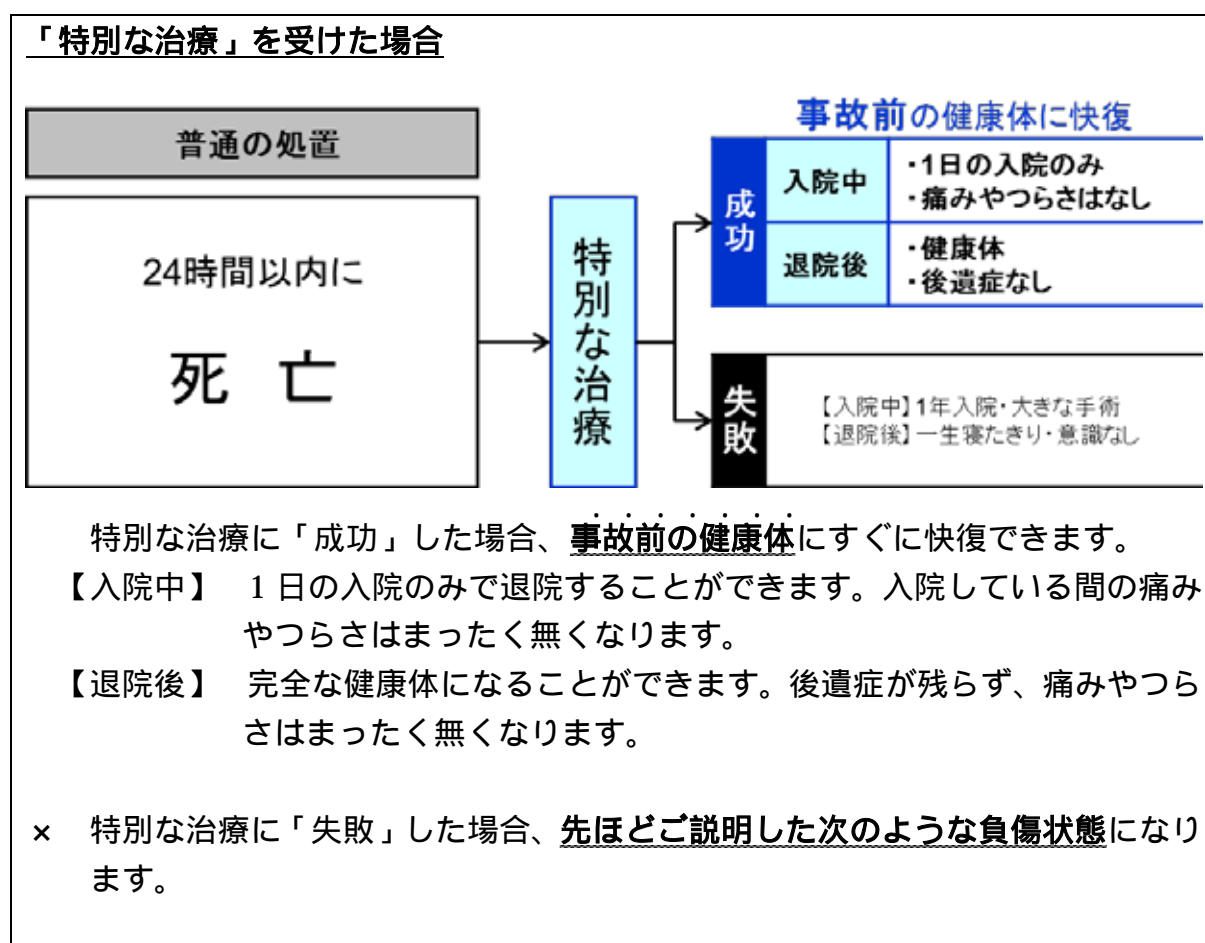 「特別な治療」を受けた場合
普通の処置
24時間以内に
死 亡
特別な治療
事故前の健康体に快復
成功
入院中
・1日の入院のみ
・痛みやつらさはなし
退院後
・健康体
・後遺症なし
失敗
【入院中】1年入院・大きな手術
【退院後】一生寝たきり・意識なし
特別な治療に「成功」した場合、事故前の健康体にすぐに快復できます。
【入院中】 1日の入院のみで退院することができます。入院している間の痛み
やつらさはまったく無くなります。
【退院後】 完全な健康体になることができます。後遺症が残らず、痛みやつら
さはまったく無くなります。
× 特別な治療に「失敗」した場合、先ほどご説明した次のような負傷状態になり
ます。